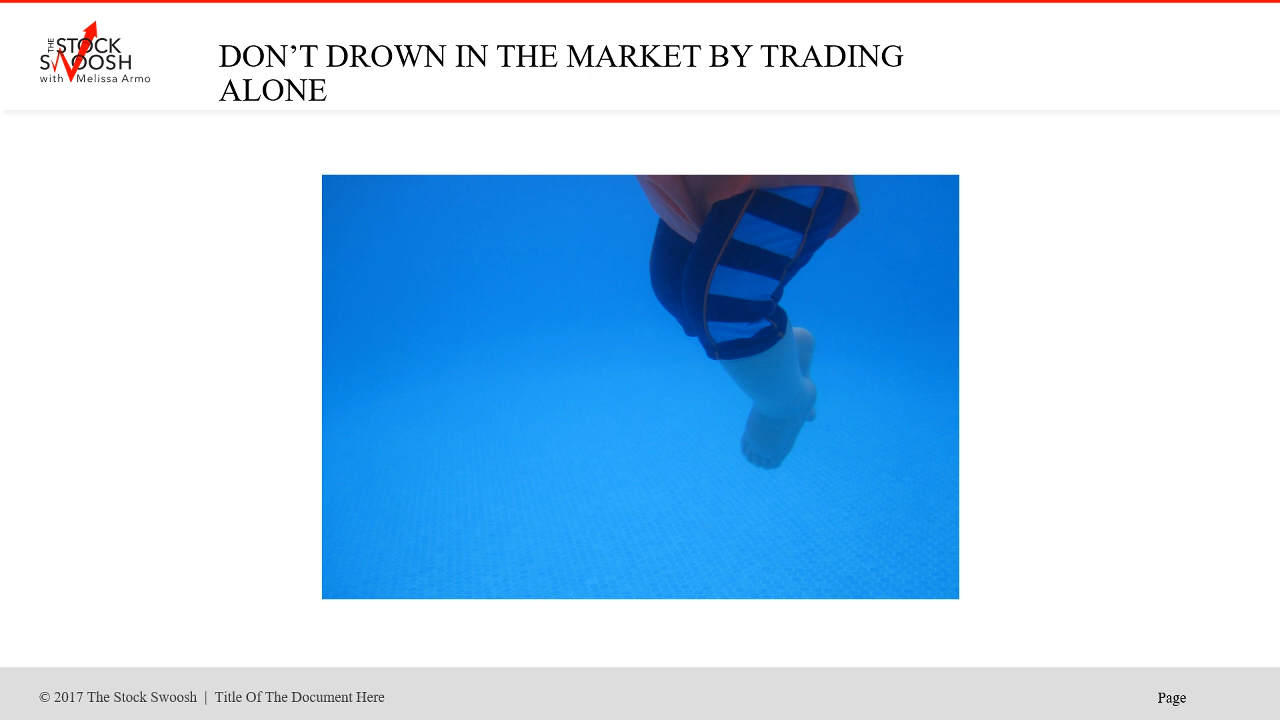 THE STOCK
SWOOSH
with Melissa Armo
DON’T DROWN IN THE MARKET BY TRADING
ALONE
© 2017 The Stock Swoosh | Title Of The Document Here
Page